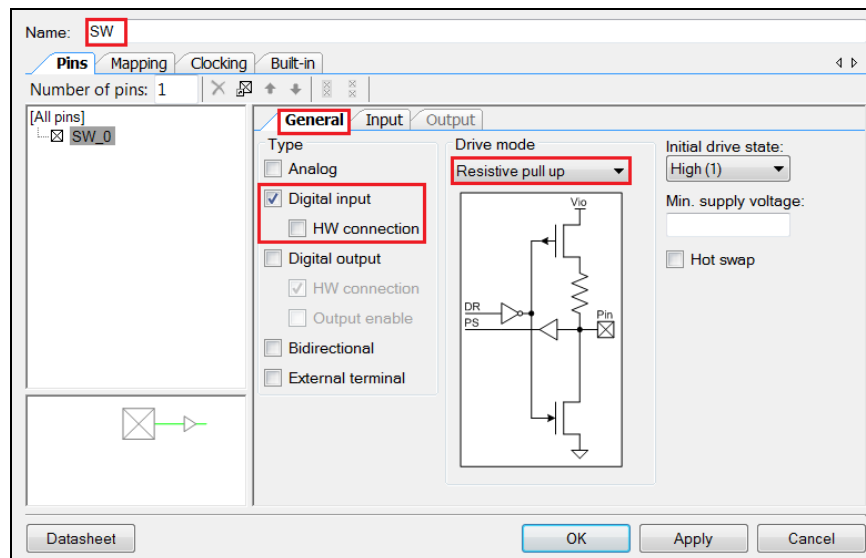 Name: SW
Pins Mapping Clocking Built-in
Number of pins: 1
[All pins]
SW_0
General Input Output
Type
Analog
Digital input
HW connection
Digital output
HW connection
Output enable
Bidirectional
External terminal
Drive mode
Resistive pull up
Vio
DR
PS
Pin
Initial drive state:
High (1)
Min. supply voltage:
Hot swap
Datasheet OK Apply Cancel